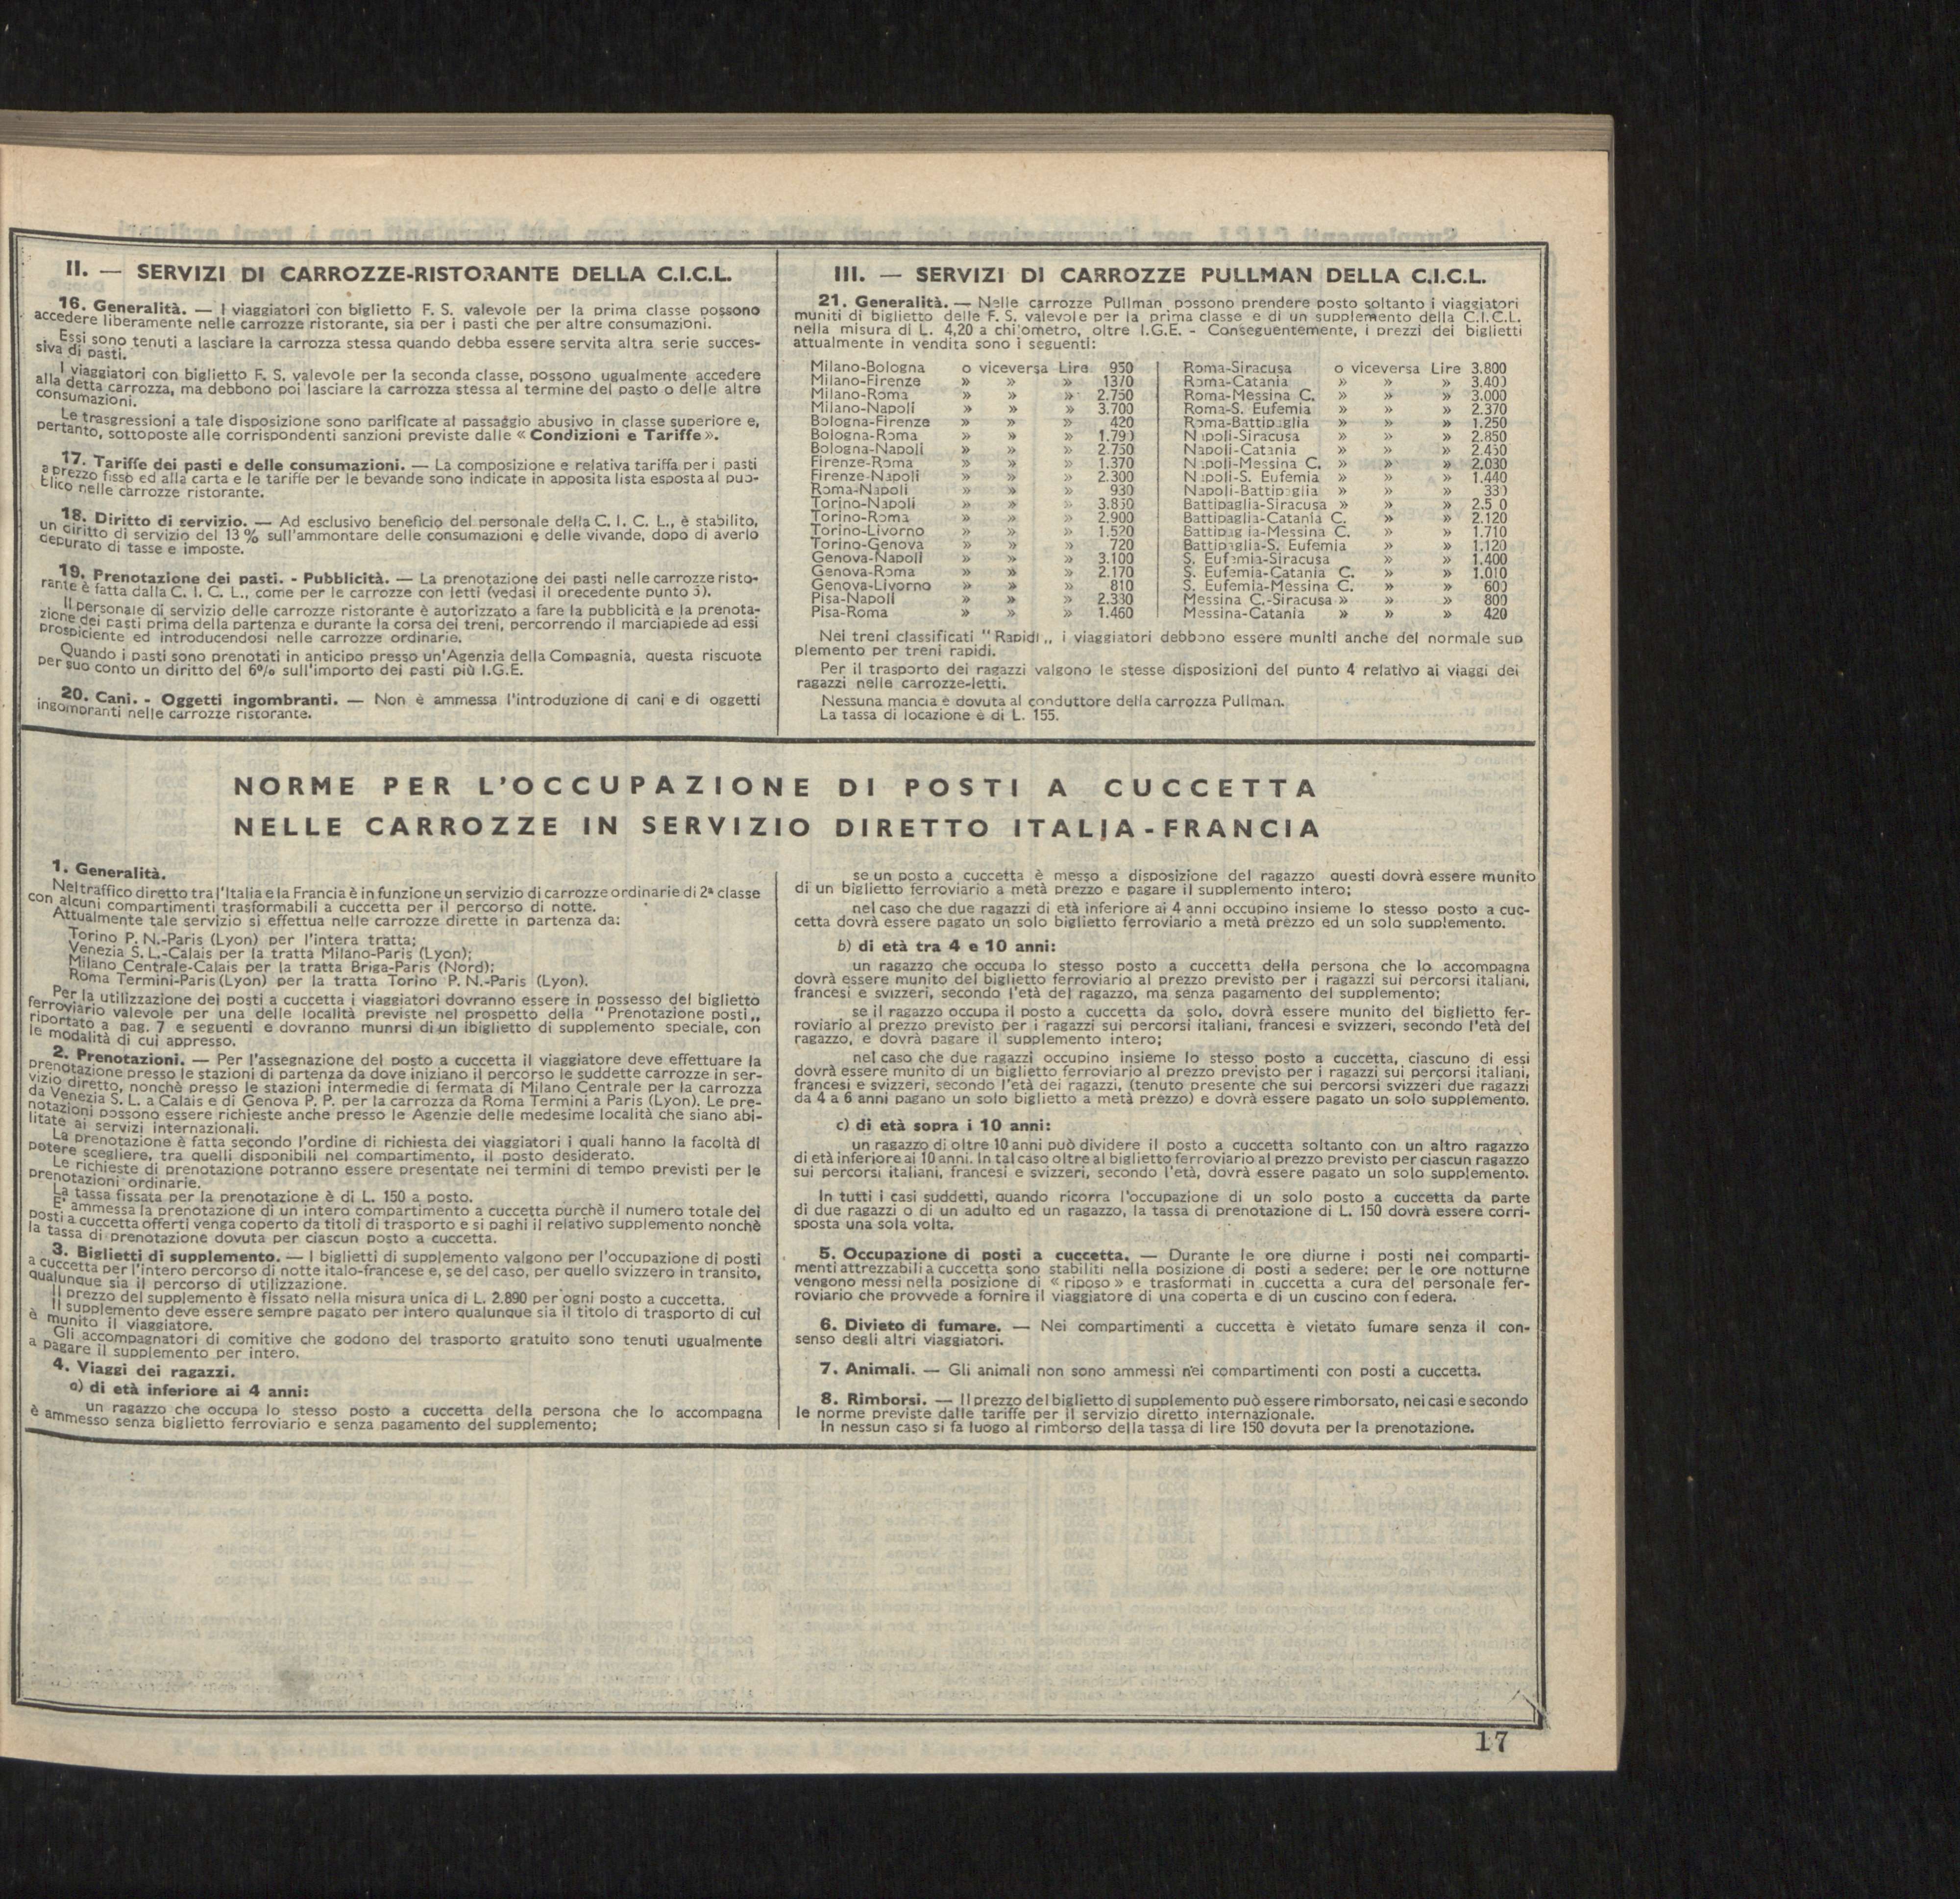 II. — SERVIZI DI CARROZZE-RISTORANTE DELLA C.I.C.L.
16. Generalità. — I viaggiatori con biglietto F. S. valevole per la prima classe possono
accedere liberamente nelle carrozze ristorante, sia per i pasti che per altre consumazioni.
Essi sono tenuti a lasciare la carrozza stessa quando debba essere servita altra serie succes-
siva di pasti.
I viaggiatori con biglietto F. S. valevole per la seconda classe, possono ugualmente accedere
alla detta carrozza, ma debbono poi lasciare la carrozza stessa al termine del pasto o delle altre
consumazioni.
Le trasgressioni a tale disposizione sono parificate al passaggio abusivo in classe superiore e,
pertanto, sottoposte alle corrispondenti sanzioni previste dalle « Condizioni e Tariffe ».
17. Tariffe dei pasti e delle consumazioni. — La composizione e relativa tariffa per i pasti
a prezzo fisso ed alla carta e le tariffe per le bevande sono indicate in apposita lista esposta al pub-
blico nelle carrozze ristorante.
18. Diritto di servizio. — Ad esclusivo beneficio del personale della C. I. C. L., è stabilito,
un diritto di servizio del 13 % sull'ammontare delle consumazioni e delle vivande, dopo di averlo
depurato di tasse e imposte.
19. Prenotazione dei pasti. - Pubblicità. — La prenotazione dei pasti nelle carrozze risto-
rante è fatta dalla C. I. C. L., come per le carrozze con letti (vedasi il precedente punto 5).
Il personale di servizio delle carrozze ristorante è autorizzato a fare la pubblicità e la prenota-
zione dei pasti prima della partenza e durante la corsa dei treni, percorrendo il marciapiede ad essi
prospiciente ed introducendosi nelle carrozze ordinarie.
Quando i pasti sono prenotati in anticipo presso un'Agenzia della Compagnia, questa riscuote
per suo conto un diritto del 6% sull'importo dei pasti più I.G.E.
20. Cani. - Oggetti ingombranti. — Non è ammessa l'introduzione di cani e di oggetti
ingombranti nelle carrozze ristorante.
III. — SERVIZI DI CARROZZE PULLMAN DELLA C.I.C.L.
21. Generalità. — Nelle carrozze Pullman possono prendere posto soltanto i viaggiatori
muniti di biglietto delle F. S. valevole per la prima classe e di un supplemento della C.I.C.L.
nella misura di L. 4,20 a chilometro, oltre I.G.E. - Conseguentemente, i prezzi dei biglietti
attualmente in vendita sono i seguenti:
Milano-Bologna o viceversa Lire 950
Milano-Firenze » » » 1370
Milano-Roma » » » 2.750
Milano-Napoli » » » 3.700
Bologna-Firenze » » » 420
Bologna-Roma » » » 1.790
Bologna-Napoli » » » 2.750
Firenze-Roma » » » 1.370
Firenze-Napoli » » » 2.300
Roma-Napoli » » » 930
Torino-Napoli » » » 3.850
Torino-Roma » » » 2.900
Torino-Livorno » » » 1.520
Torino-Genova » » » 720
Genova-Napoli » » » 3.100
Genova-Roma » » » 2.170
Genova-Livorno » » » 810
Pisa-Napoli » » » 2.330
Pisa-Roma » » » 1.460
Roma-Siracusa o viceversa Lire 3.800
Roma-Catania » » » 3.400
Roma-Messina C. » » » 3.000
Roma-S. Eufemia » » » 2.370
Roma-Battipaglia » » » 1.250
Napoli-Siracusa » » » 2.850
Napoli-Catania » » » 2.450
Napoli-Messina C. » » » 2.030
Napoli-S. Eufemia » » » 1.440
Napoli-Battipaglia » » » 330
Battipaglia-Siracusa » » » 2.5 0
Battipaglia-Catania C. » » 2.120
Battipaglia-Messina C. » » 1.710
Battipaglia-S. Eufemia » » 1.120
S. Eufemia-Siracusa » » 1.400
S. Eufemia-Catania C. » » 1.010
S. Eufemia-Messina C. » » 600
Messina C.-Siracusa » » » 800
Messina-Catania » » » 420
Nei treni classificati "Rapidi„ i viaggiatori debbono essere muniti anche del normale sup
plemento per treni rapidi.
Per il trasporto dei ragazzi valgono le stesse disposizioni del punto 4 relativo ai viaggi dei
ragazzi nelle carrozze-letti.
Nessuna mancia è dovuta al conduttore della carrozza Pullman.
La tassa di locazione è di L. 155.
NORME PER L'OCCUPAZIONE DI POSTI A CUCCETTA
NELLE CARROZZE IN SERVIZIO DIRETTO ITALIA-FRANCIA
1. Generalità.
Nel traffico diretto tra l'Italia e la Francia è in funzione un servizio di carrozze ordinarie di 2ª classe
con alcuni compartimenti trasformabili a cuccetta per il percorso di notte.
Attualmente tale servizio si effettua nelle carrozze dirette in partenza da:
Torino P. N.-Paris (Lyon) per l'intera tratta;
Venezia S. L.-Calais per la tratta Milano-Paris (Lyon);
Milano Centrale-Calais per la tratta Briga-Paris (Nord);
Roma Termini-Paris (Lyon) per la tratta Torino P. N.-Paris (Lyon).
Per la utilizzazione dei posti a cuccetta i viaggiatori dovranno essere in possesso del biglietto
ferroviario valevole per una delle località previste nel prospetto della "Prenotazione posti„
riportato a pag. 7 e seguenti e dovranno munrsi di un ibiglietto di supplemento speciale, con
le modalità di cui appresso.
2. Prenotazioni. — Per l'assegnazione del posto a cuccetta il viaggiatore deve effettuare la
prenotazione presso le stazioni di partenza da dove iniziano il percorso le suddette carrozze in ser-
vizio diretto, nonchè presso le stazioni intermedie di fermata di Milano Centrale per la carrozza
da Venezia S. L. a Calais e di Genova P. P. per la carrozza da Roma Termini a Paris (Lyon). Le pre-
notazioni possono essere richieste anche presso le Agenzie delle medesime località che siano abi-
litate ai servizi internazionali.
La prenotazione è fatta secondo l'ordine di richiesta dei viaggiatori i quali hanno la facoltà di
potere scegliere, tra quelli disponibili nel compartimento, il posto desiderato.
Le richieste di prenotazione potranno essere presentate nei termini di tempo previsti per le
prenotazioni ordinarie.
La tassa fissata per la prenotazione è di L. 150 a posto.
E' ammessa la prenotazione di un intero compartimento a cuccetta purchè il numero totale dei
posti a cuccetta offerti venga coperto da titoli di trasporto e si paghi il relativo supplemento nonchè
la tassa di prenotazione dovuta per ciascun posto a cuccetta.
3. Biglietti di supplemento. — I biglietti di supplemento valgono per l'occupazione di posti
a cuccetta per l'intero percorso di notte italo-francese e, se del caso, per quello svizzero in transito,
qualunque sia il percorso di utilizzazione.
Il prezzo del supplemento è fissato nella misura unica di L. 2.890 per ogni posto a cuccetta.
Il supplemento deve essere sempre pagato per intero qualunque sia il titolo di trasporto di cui
è munito il viaggiatore.
Gli accompagnatori di comitive che godono del trasporto gratuito sono tenuti ugualmente
a pagare il supplemento per intero.
4. Viaggi dei ragazzi.
a) di età inferiore ai 4 anni:
un ragazzo che occupa lo stesso posto a cuccetta della persona che lo accompagna
è ammesso senza biglietto ferroviario e senza pagamento del supplemento;
se un posto a cuccetta è messo a disposizione del ragazzo questi dovrà essere munito
di un biglietto ferroviario a metà prezzo e pagare il supplemento intero;
nel caso che due ragazzi di età inferiore ai 4 anni occupino insieme lo stesso posto a cuc-
cetta dovrà essere pagato un solo biglietto ferroviario a metà prezzo ed un solo supplemento.
b) di età tra 4 e 10 anni:
un ragazzo che occupa lo stesso posto a cuccetta della persona che lo accompagna
dovrà essere munito del biglietto ferroviario al prezzo previsto per i ragazzi sui percorsi italiani,
francesi e svizzeri, secondo l'età del ragazzo, ma senza pagamento del supplemento;
se il ragazzo occupa il posto a cuccetta da solo, dovrà essere munito del biglietto fer-
roviario al prezzo previsto per i ragazzi sui percorsi italiani, francesi e svizzeri, secondo l'età del
ragazzo, e dovrà pagare il supplemento intero;
nel caso che due ragazzi occupino insieme lo stesso posto a cuccetta, ciascuno di essi
dovrà essere munito di un biglietto ferroviario al prezzo previsto per i ragazzi sui percorsi italiani,
francesi e svizzeri, secondo l'età dei ragazzi, (tenuto presente che sui percorsi svizzeri due ragazzi
da 4 a 6 anni pagano un solo biglietto a metà prezzo) e dovrà essere pagato un solo supplemento.
c) di età sopra i 10 anni:
un ragazzo di oltre 10 anni può dividere il posto a cuccetta soltanto con un altro ragazzo
di età inferiore ai 10 anni. In tal caso oltre al biglietto ferroviario al prezzo previsto per ciascun ragazzo
sui percorsi italiani, francesi e svizzeri, secondo l'età, dovrà essere pagato un solo supplemento.
In tutti i casi suddetti, quando ricorra l'occupazione di un solo posto a cuccetta da parte
di due ragazzi o di un adulto ed un ragazzo, la tassa di prenotazione di L. 150 dovrà essere corri-
sposta una sola volta.
5. Occupazione di posti a cuccetta. — Durante le ore diurne i posti nei comparti-
menti attrezzabili a cuccetta sono stabiliti nella posizione di posti a sedere; per le ore notturne
vengono messi nella posizione di « riposo » e trasformati in cuccetta a cura del personale fer-
roviario che provvede a fornire il viaggiatore di una coperta e di un cuscino con federa.
6. Divieto di fumare. — Nei compartimenti a cuccetta è vietato fumare senza il con-
senso degli altri viaggiatori.
7. Animali. — Gli animali non sono ammessi nei compartimenti con posti a cuccetta.
8. Rimborsi. — Il prezzo del biglietto di supplemento può essere rimborsato, nei casi e secondo
le norme previste dalle tariffe per il servizio diretto internazionale.
In nessun caso si fa luogo al rimborso della tassa di lire 150 dovuta per la prenotazione.
17